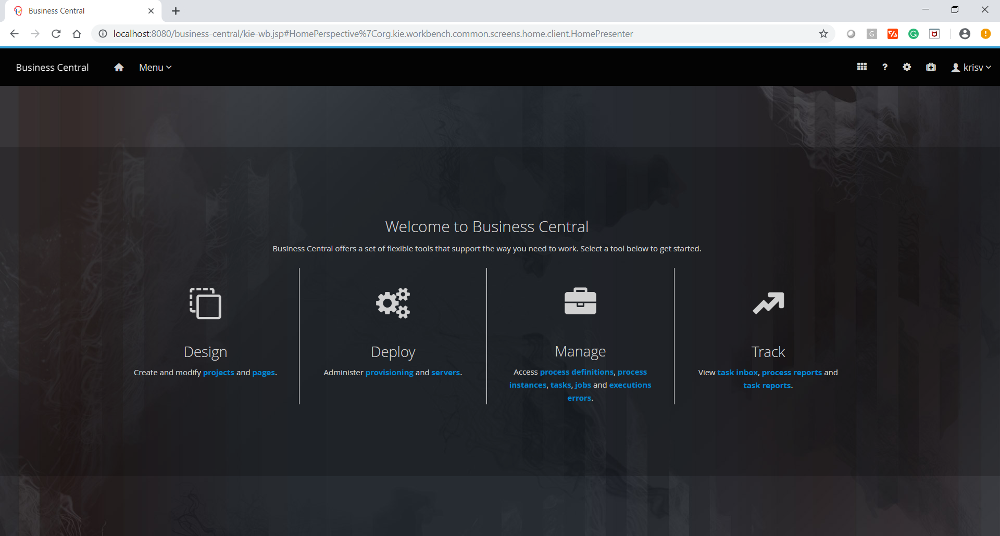 Business Central
localhost:8080/business-central/kie-wb.jsp#HomePerspective%7Corg.kie.workbench.common.screens.home.client.HomePresenter
G
Business Central
Menu
?
krisv
Welcome to Business Central
Business Central offers a set of flexible tools that support the way you need to work. Select a tool below to get started.
Design
Create and modify projects and pages.
Deploy
Administer provisioning and servers.
Manage
Access process definitions, process
instances, tasks, jobs and executions
errors.
Track
View task inbox, process reports and
task reports.